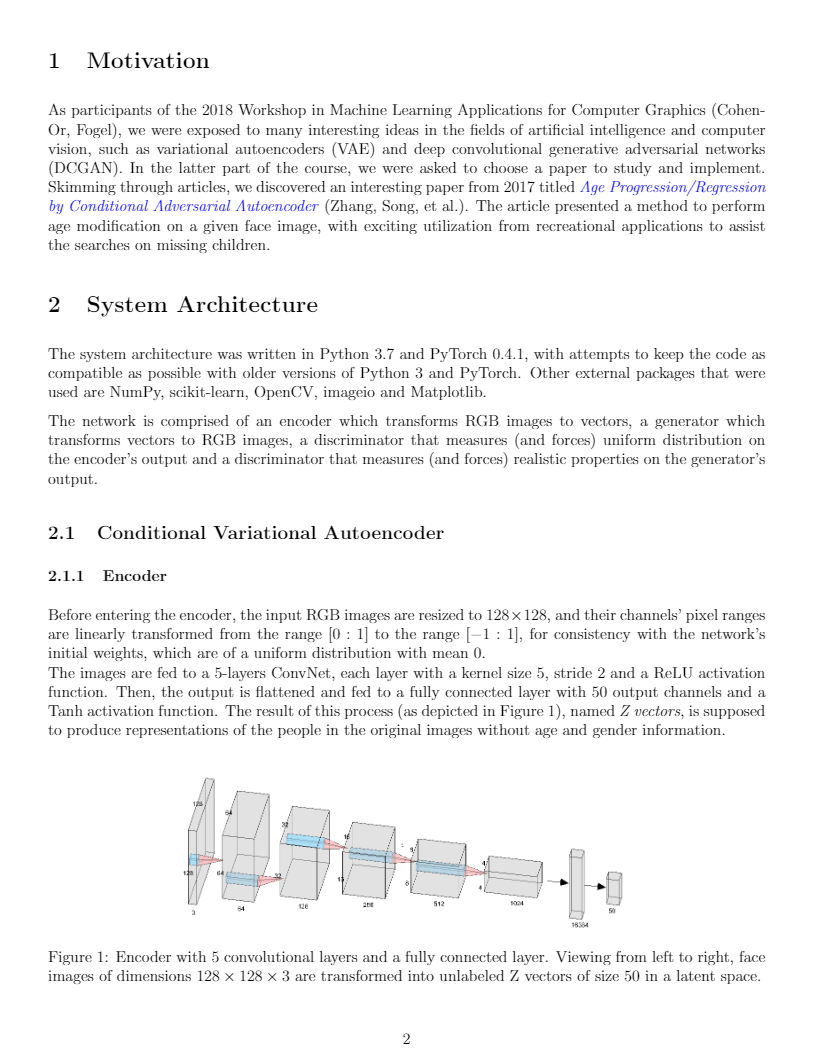 1 Motivation
As participants of the 2018 Workshop in Machine Learning Applications for Computer Graphics (Cohen-
Or, Fogel), we were exposed to many interesting ideas in the fields of artificial intelligence and computer
vision, such as variational autoencoders (VAE) and deep convolutional generative adversarial networks
(DCGAN). In the latter part of the course, we were asked to choose a paper to study and implement.
Skimming through articles, we discovered an interesting paper from 2017 titled Age Progression/Regression
by Conditional Adversarial Autoencoder (Zhang, Song, et al.). The article presented a method to perform
age modification on a given face image, with exciting utilization from recreational applications to assist
the searches on missing children.
2 System Architecture
The system architecture was written in Python 3.7 and PyTorch 0.4.1, with attempts to keep the code as
compatible as possible with older versions of Python 3 and PyTorch. Other external packages that were
used are NumPy, scikit-learn, OpenCV, imageio and Matplotlib.
The network is comprised of an encoder which transforms RGB images to vectors, a generator which
transforms vectors to RGB images, a discriminator that measures (and forces) uniform distribution on
the encoder's output and a discriminator that measures (and forces) realistic properties on the generator's
output.
2.1 Conditional Variational Autoencoder
2.1.1 Encoder
Before entering the encoder, the input RGB images are resized to 128×128, and their channels' pixel ranges
are linearly transformed from the range [0 : 1] to the range [−1 : 1], for consistency with the network's
initial weights, which are of a uniform distribution with mean 0.
The images are fed to a 5-layers ConvNet, each layer with a kernel size 5, stride 2 and a ReLU activation
function. Then, the output is flattened and fed to a fully connected layer with 50 output channels and a
Tanh activation function. The result of this process (as depicted in Figure 1), named Z vectors, is supposed
to produce representations of the people in the original images without age and gender information.
128
128
3
64
64
64
32
32
128
16
256
8
512
4
4
1024
16384
50
Figure 1: Encoder with 5 convolutional layers and a fully connected layer. Viewing from left to right, face
images of dimensions 128 × 128 × 3 are transformed into unlabeled Z vectors of size 50 in a latent space.
2